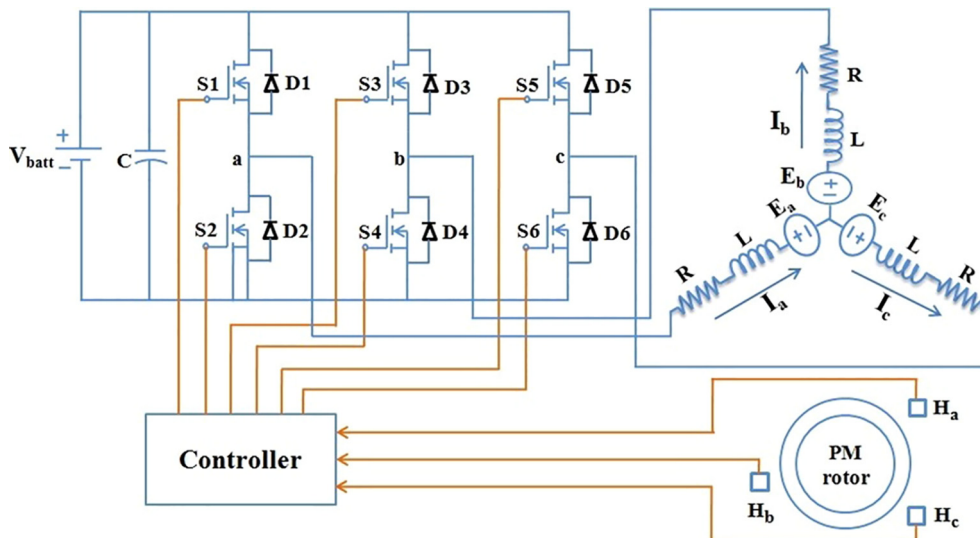 S1
D1
S3
D3
S5
D5
R
I_b
L
+
V_batt
−
C
a
b
c
E_b
+
−
E_a
E_c
S2
D2
S4
D4
S6
D6
L
+ −
− +
L
R
R
I_a
I_c
Controller
PM
rotor
H_a
H_b
H_c